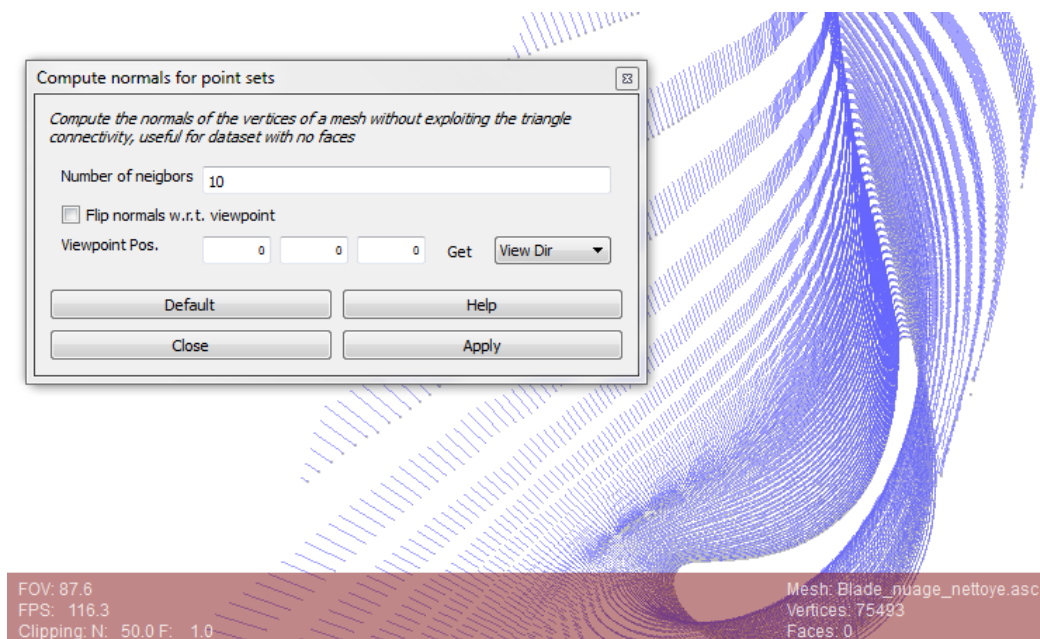 Compute normals for point sets
Compute the normals of the vertices of a mesh without exploiting the triangle
connectivity, useful for dataset with no faces
Number of neigbors 10
Flip normals w.r.t. viewpoint
Viewpoint Pos. 0 0 0 Get View Dir
Default Help
Close Apply
FOV: 87.6 Mesh: Blade_nuage_nettoye.asc
FPS: 116.3 Vertices: 75493
Clipping: N: 50.0 F: 1.0 Faces: 0